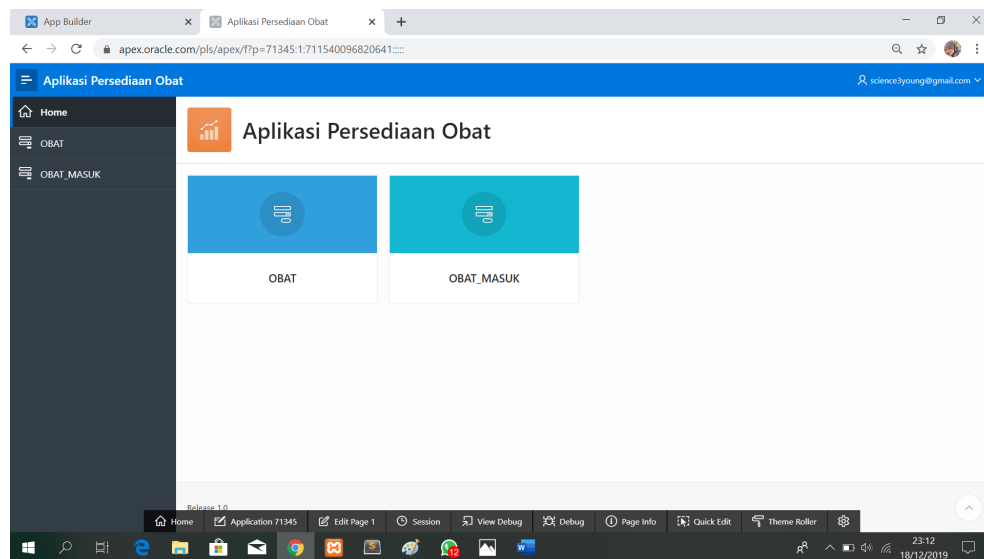 App Builder
Aplikasi Persediaan Obat
apex.oracle.com/pls/apex/f?p=71345:1:711540096820641:::::
Aplikasi Persediaan Obat
science3young@gmail.com
Home
OBAT
OBAT_MASUK
Aplikasi Persediaan Obat
OBAT
OBAT_MASUK
Release 1.0
Home
Application 71345
Edit Page 1
Session
View Debug
Debug
Page Info
Quick Edit
Theme Roller
12
23:12
18/12/2019